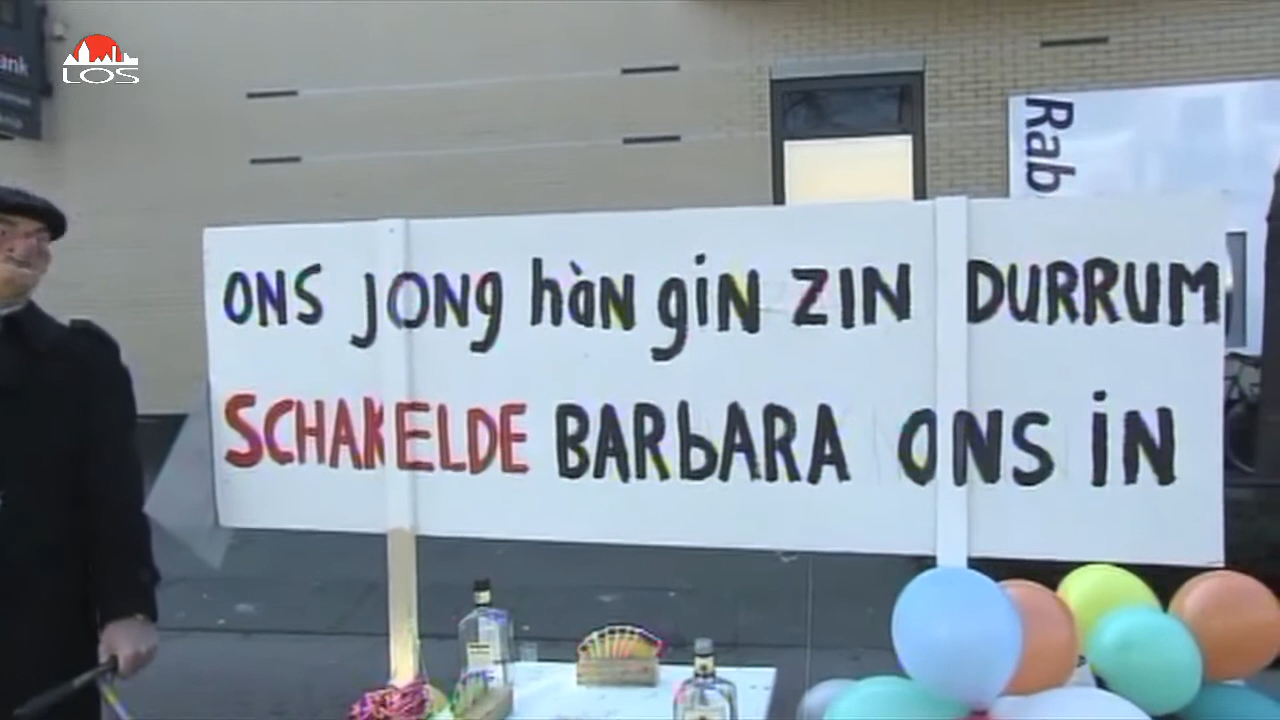 LOS
ank
Rab
ONS JONg hàN giN ZIN DURRUM
SCHAKELDE BARbARA ONS iN